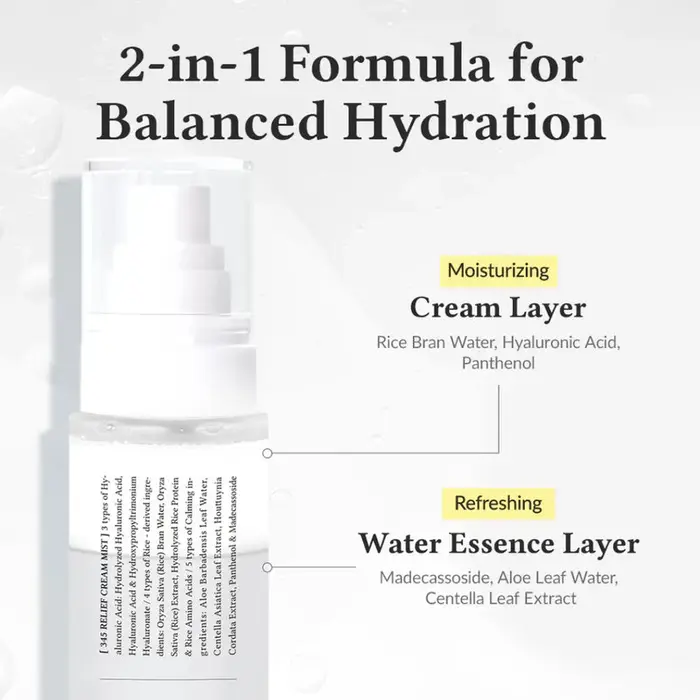 2-in-1 Formula for
Balanced Hydration
Moisturizing
Cream Layer
Rice Bran Water, Hyaluronic Acid,
Panthenol
Refreshing
Water Essence Layer
Madecassoside, Aloe Leaf Water,
Centella Leaf Extract
[ 345 RELIEF CREAM MIST ] 3 types of Hy-
aluronic Acid: Hydrolyzed Hyaluronic Acid,
Hyaluronic Acid & Hydroxypropyltrimonium
Hyaluronate / 4 types of Rice - derived ingre-
dients: Oryza Sativa (Rice) Bran Water, Oryza
Sativa (Rice) Extract, Hydrolyzed Rice Protein
& Rice Amino Acids / 5 types of Calming in-
gredients: Aloe Barbadensis Leaf Water,
Centella Asiatica Leaf Extract, Houttuynia
Cordata Extract, Panthenol & Madecassoside